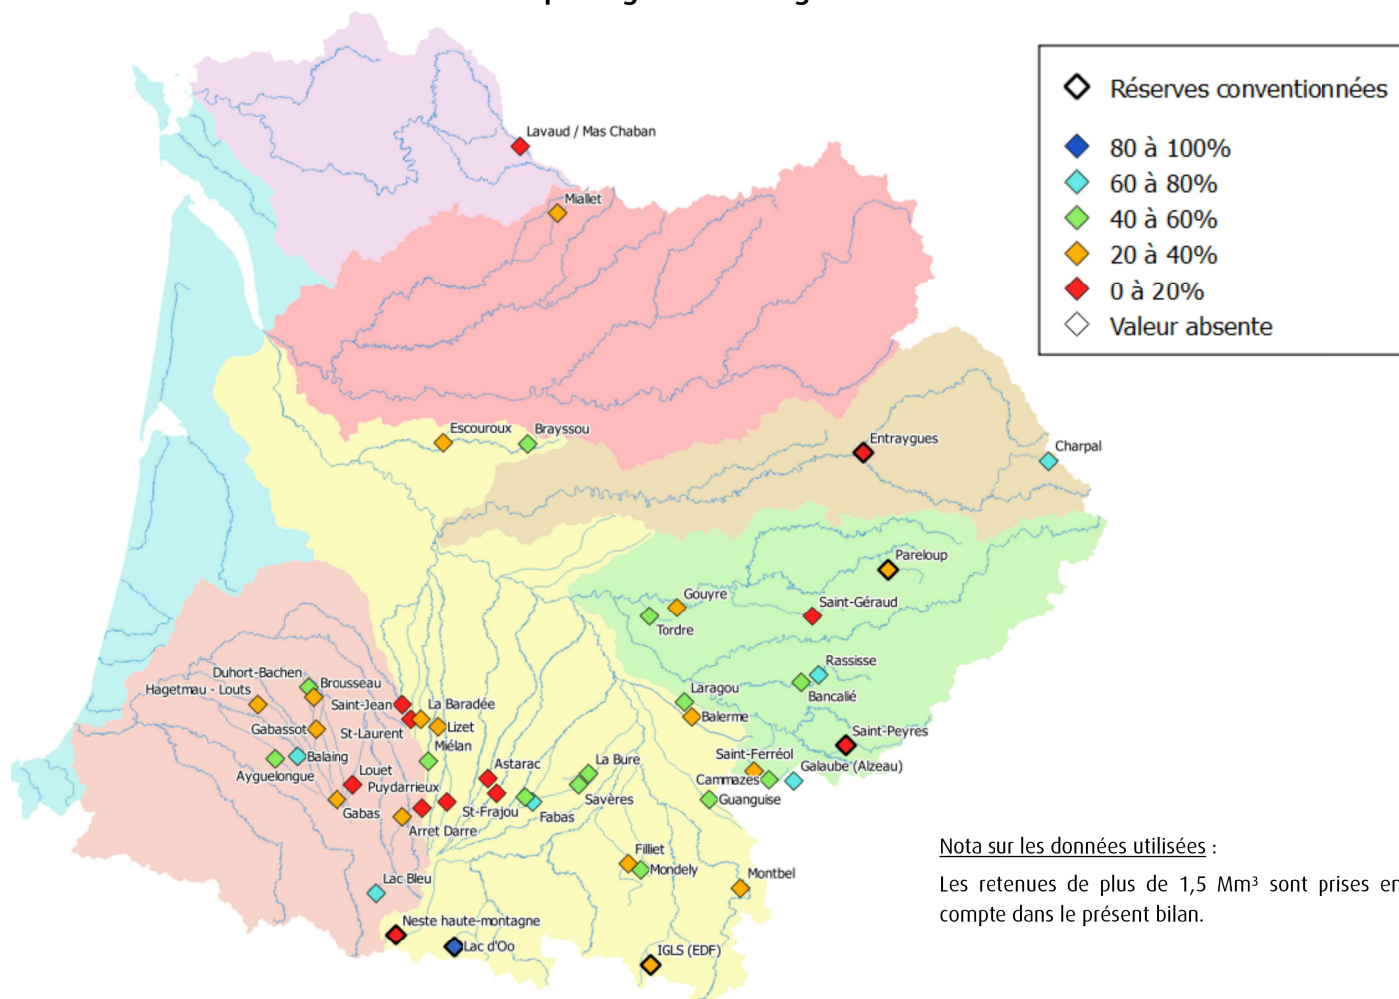 Réserves conventionnées
80 à 100%
60 à 80%
40 à 60%
20 à 40%
0 à 20%
Valeur absente
Lavaud / Mas Chaban
Miallet
Escouroux
Brayssou
Entraygues
Charpal
Pareloup
Gouyre
Saint-Géraud
Tordre
Duhort-Bachen
Brousseau
Rassisse
Hagetmau - Louts
Saint-Jean
La Baradée
Laragou
Bancalié
Gabassot
St-Laurent
Lizet
Balerme
Saint-Peyres
Miélan
Balaing
Ayguelongue
Louet
Astarac
La Bure
Saint-Ferréol
Galaube (Alzeau)
Puydarrieux
Cammazes
Savères
Guanguise
Gabas
St-Frajou
Fabas
Arret Darre
Filliet
Mondely
Montbel
Lac Bleu
Neste haute-montagne
Lac d'Oo
IGLS (EDF)
Nota sur les données utilisées :
Les retenues de plus de 1,5 Mm³ sont prises en
compte dans le présent bilan.